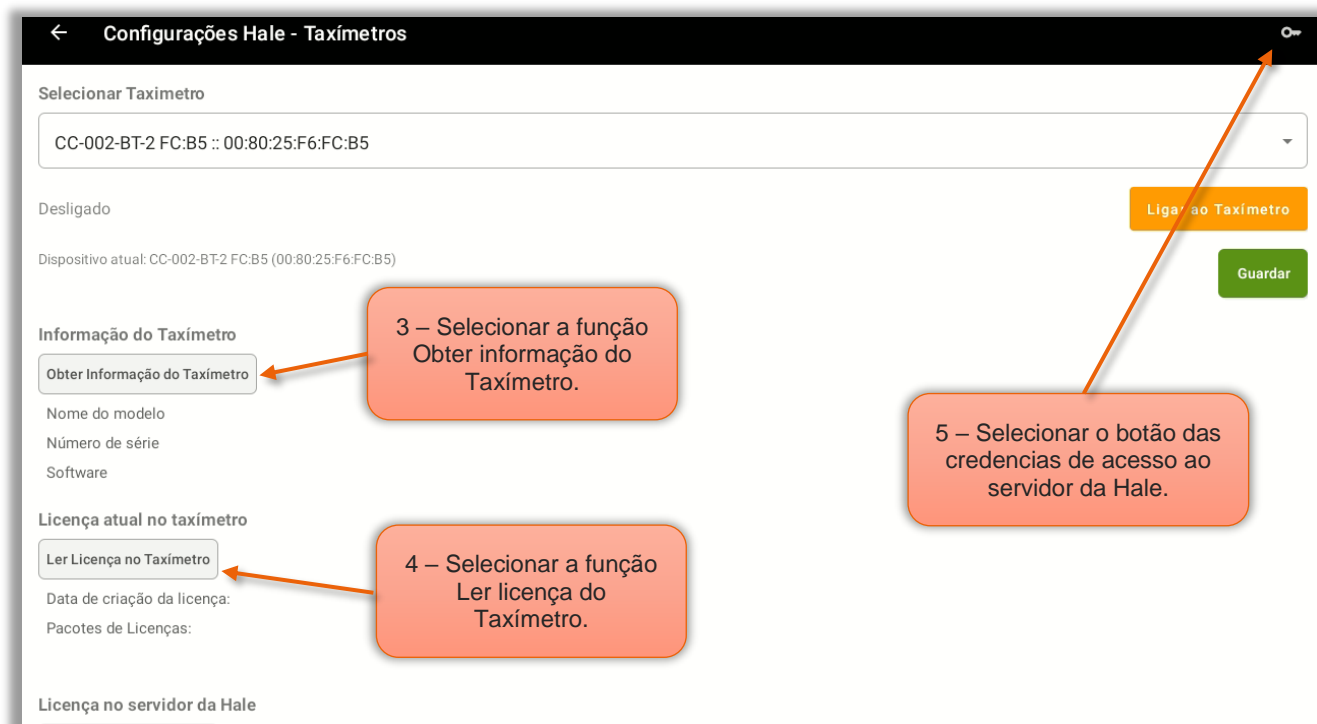 Configurações Hale - Taxímetros
Selecionar Taximetro
CC-002-BT-2 FC:B5 :: 00:80:25:F6:FC:B5
Desligado
Ligar ao Taxímetro
Dispositivo atual: CC-002-BT-2 FC:B5 (00:80:25:F6:FC:B5)
Guardar
Informação do Taxímetro
Obter Informação do Taxímetro
3 – Selecionar a função
Obter informação do
Taxímetro.
Nome do modelo
Número de série
Software
5 – Selecionar o botão das
credencias de acesso ao
servidor da Hale.
Licença atual no taxímetro
Ler Licença no Taxímetro
4 – Selecionar a função
Ler licença do
Taxímetro.
Data de criação da licença:
Pacotes de Licenças:
Licença no servidor da Hale